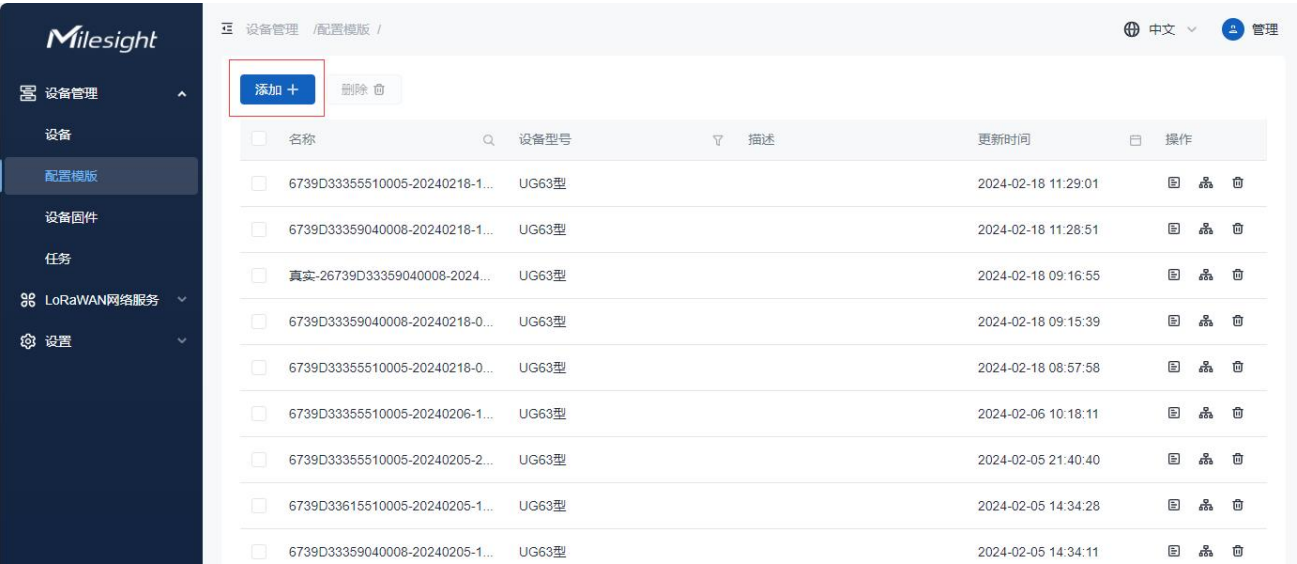 Milesight
设备管理 /配置模版 /
中文
管理
设备管理
设备
配置模版
设备固件
任务
LoRaWAN网络服务
设置
添加 +
删除
名称 设备型号 描述 更新时间 操作
6739D33355510005-20240218-1... UG63型 2024-02-18 11:29:01
6739D33359040008-20240218-1... UG63型 2024-02-18 11:28:51
真实-26739D33359040008-2024... UG63型 2024-02-18 09:16:55
6739D33359040008-20240218-0... UG63型 2024-02-18 09:15:39
6739D33355510005-20240218-0... UG63型 2024-02-18 08:57:58
6739D33355510005-20240206-1... UG63型 2024-02-06 10:18:11
6739D33355510005-20240205-2... UG63型 2024-02-05 21:40:40
6739D33615510005-20240205-1... UG63型 2024-02-05 14:34:28
6739D33359040008-20240205-1... UG63型 2024-02-05 14:34:11